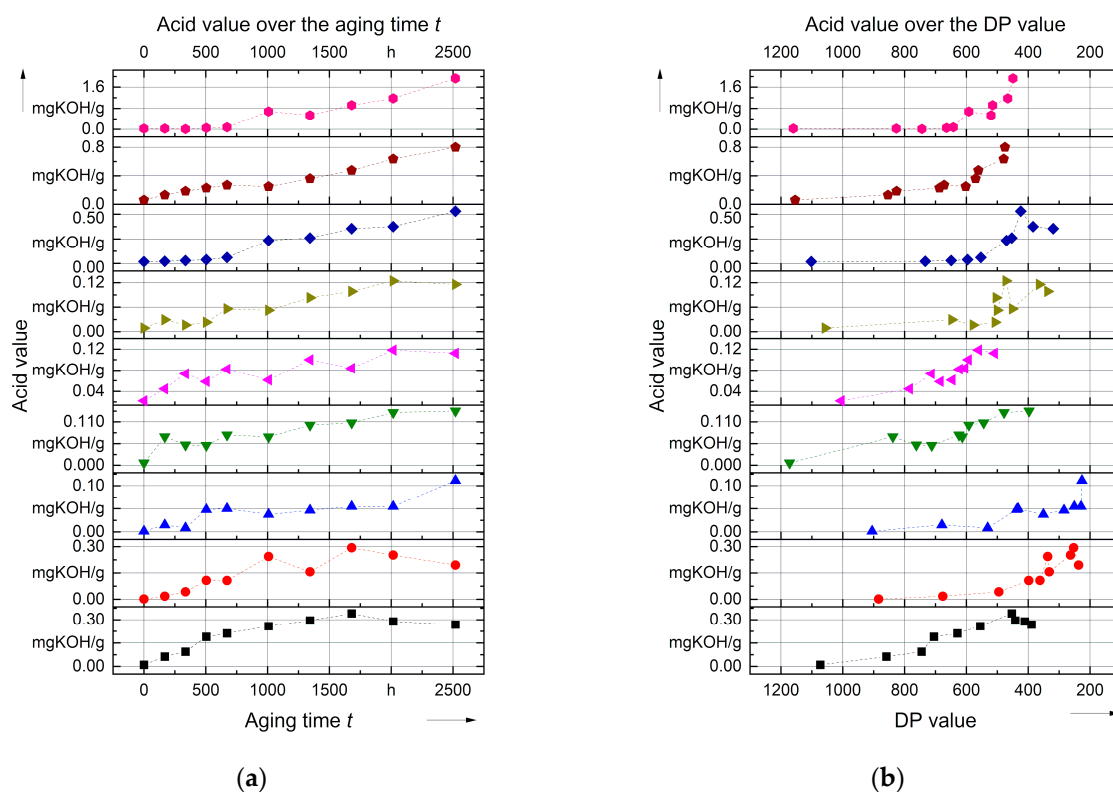 Acid value over the aging time t
0 500 1000 1500 h 2500
1.6
mgKOH/g
0.0
0.8
mgKOH/g
0.0
0.50
mgKOH/g
0.00
0.12
mgKOH/g
0.00
0.12
mgKOH/g
0.04
0.110
mgKOH/g
0.000
0.10
mgKOH/g
0.00
0.30
mgKOH/g
0.00
0.30
mgKOH/g
0.00
Acid value
0 500 1000 1500 h 2500
Aging time t
(a)
Acid value over the DP value
1200 1000 800 600 400 200
1.6
mgKOH/g
0.0
0.8
mgKOH/g
0.0
0.50
mgKOH/g
0.00
0.12
mgKOH/g
0.00
0.12
mgKOH/g
0.04
0.110
mgKOH/g
0.000
0.10
mgKOH/g
0.00
0.30
mgKOH/g
0.00
0.30
mgKOH/g
0.00
Acid value
1200 1000 800 600 400 200
DP value
(b)